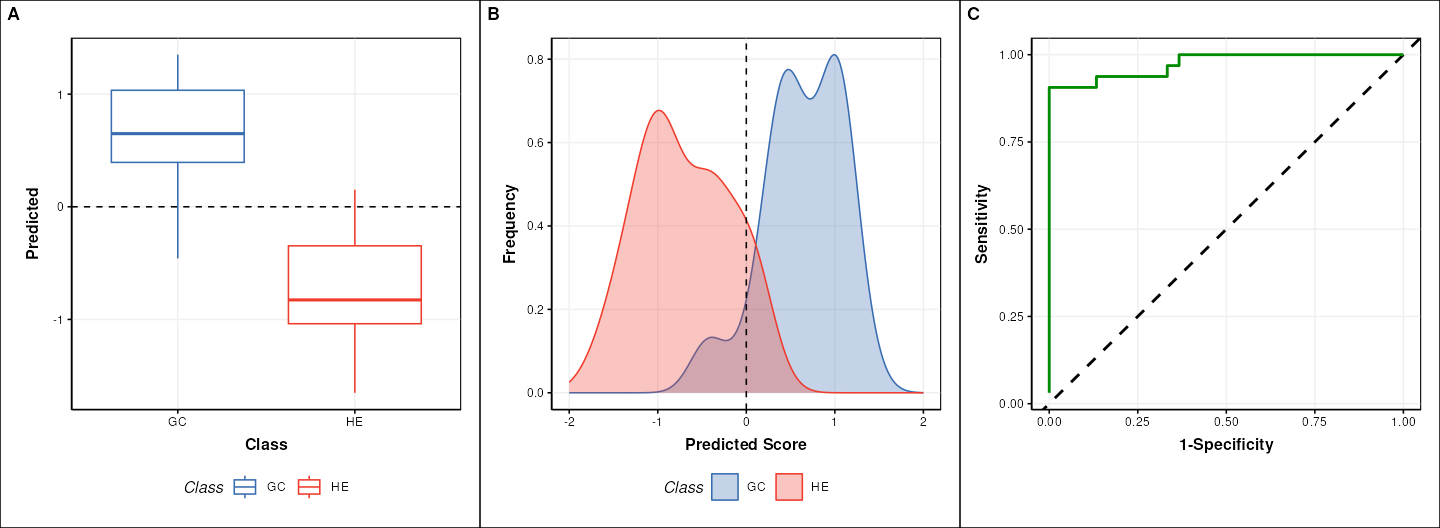 A
Predicted
1
0
-1
GC HE
Class
Class GC HE
B
Frequency
0.8
0.6
0.4
0.2
0.0
-2 -1 0 1 2
Predicted Score
Class GC HE
C
Sensitivity
1.00
0.75
0.50
0.25
0.00
0.00 0.25 0.50 0.75 1.00
1-Specificity